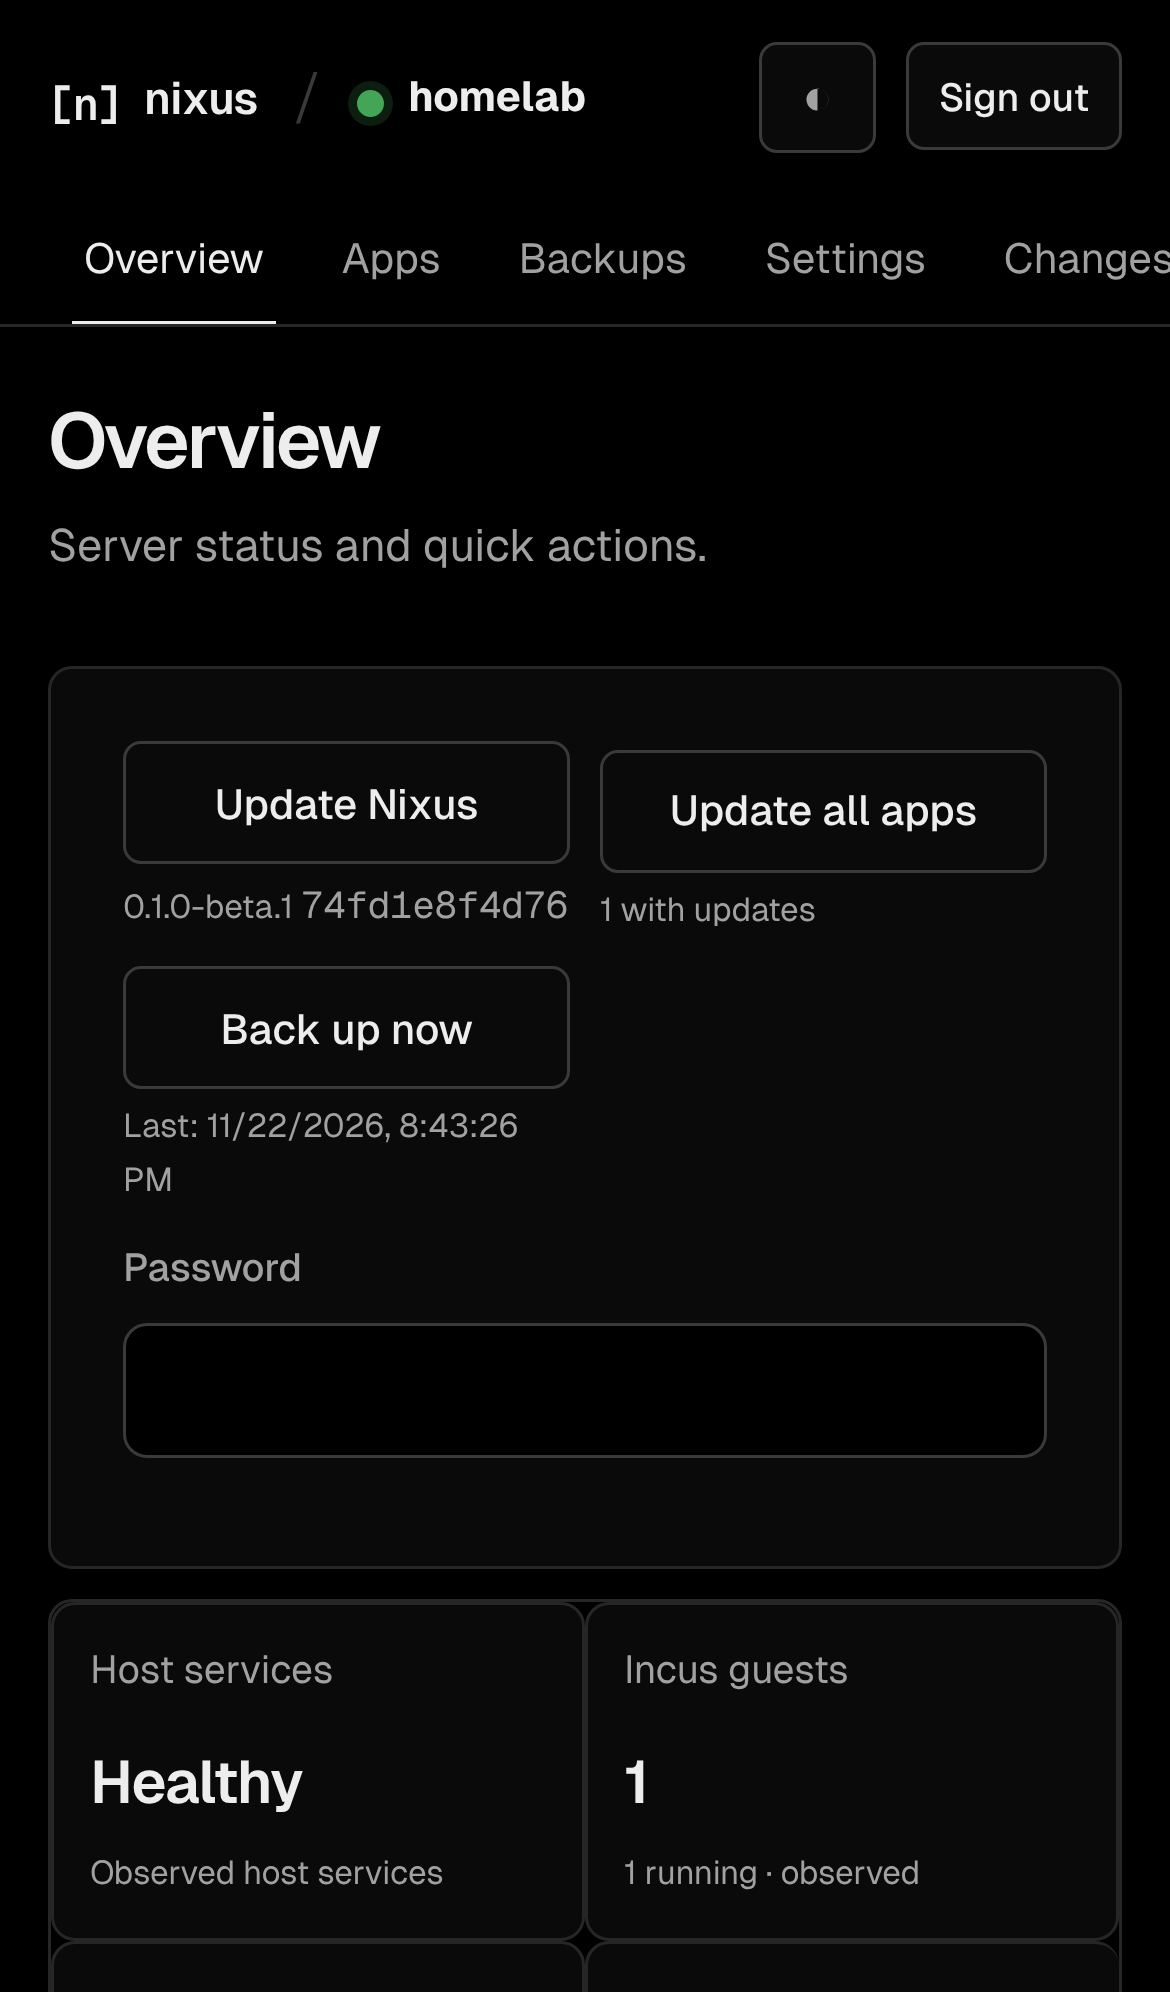 [n] nixus / homelab
Sign out
Overview Apps Backups Settings Changes
Overview
Server status and quick actions.
Update Nixus
0.1.0-beta.1 74fd1e8f4d76
Update all apps
1 with updates
Back up now
Last: 11/22/2026, 8:43:26
PM
Password
Host services
Healthy
Observed host services
Incus guests
1
1 running · observed